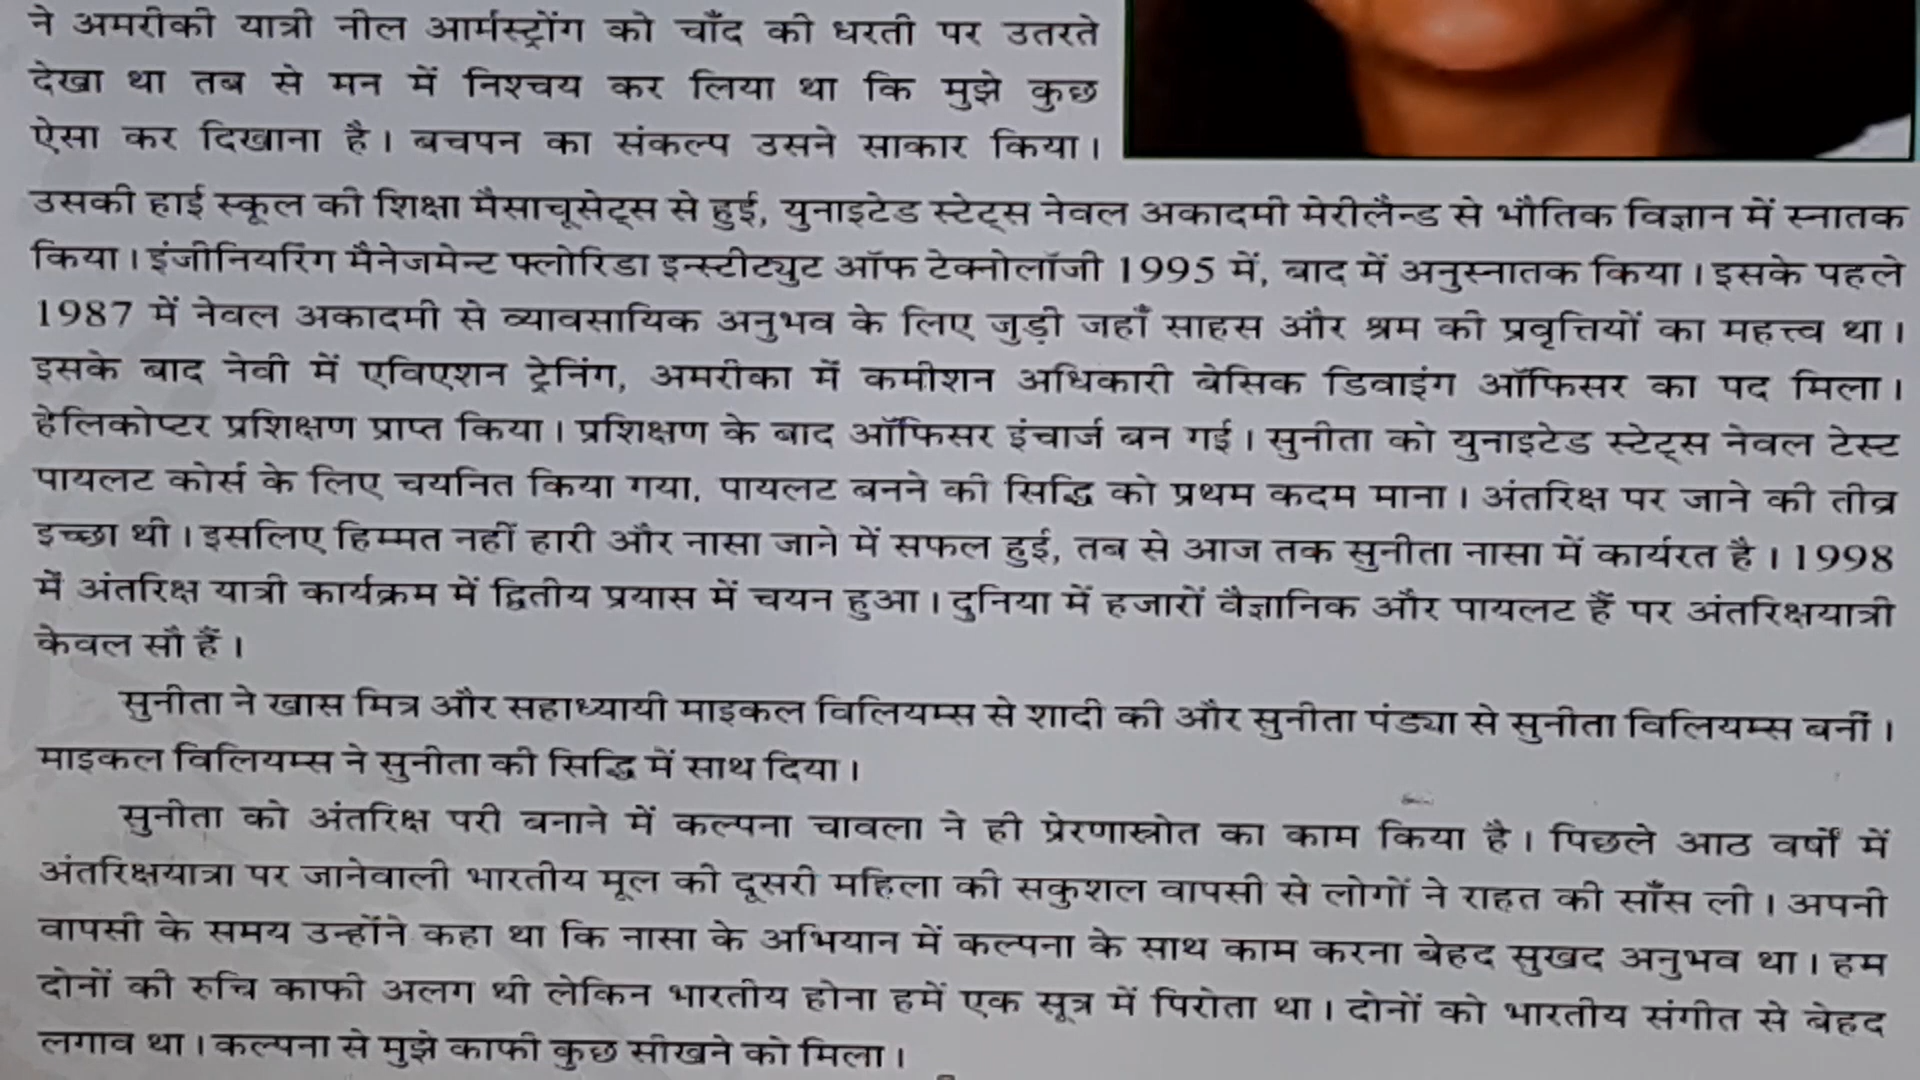 ने अमरीकी यात्री नील आर्मस्ट्रोंग को चाँद की धरती पर उतरते
देखा था तब से मन में निश्चय कर लिया था कि मुझे कुछ
ऐसा कर दिखाना है। बचपन का संकल्प उसने साकार किया।
उसकी हाई स्कूल की शिक्षा मैसाचूसेट्स से हुई, युनाइटेड स्टेट्स नेवल अकादमी मेरीलैन्ड से भौतिक विज्ञान में स्नातक
किया। इंजीनियरिंग मैनेजमेन्ट फ्लोरिडा इन्स्टीट्युट ऑफ टेक्नोलॉजी 1995 में, बाद में अनुस्नातक किया। इसके पहले
1987 में नेवल अकादमी से व्यावसायिक अनुभव के लिए जुड़ी जहाँ साहस और श्रम की प्रवृत्तियों का महत्त्व था।
इसके बाद नेवी में एविएशन ट्रेनिंग, अमरीका में कमीशन अधिकारी बेसिक डिवाइंग ऑफिसर का पद मिला।
हेलिकोप्टर प्रशिक्षण प्राप्त किया। प्रशिक्षण के बाद ऑफिसर इंचार्ज बन गई। सुनीता को युनाइटेड स्टेट्स नेवल टेस्ट
पायलट कोर्स के लिए चयनित किया गया, पायलट बनने की सिद्धि को प्रथम कदम माना। अंतरिक्ष पर जाने की तीव्र
इच्छा थी। इसलिए हिम्मत नहीं हारी और नासा जाने में सफल हुई, तब से आज तक सुनीता नासा में कार्यरत है। 1998
में अंतरिक्ष यात्री कार्यक्रम में द्वितीय प्रयास में चयन हुआ। दुनिया में हजारों वैज्ञानिक और पायलट हैं पर अंतरिक्षयात्री
केवल सौ हैं।
सुनीता ने खास मित्र और सहाध्यायी माइकल विलियम्स से शादी की और सुनीता पंड्या से सुनीता विलियम्स बनीं।
माइकल विलियम्स ने सुनीता की सिद्धि में साथ दिया।
सुनीता को अंतरिक्ष परी बनाने में कल्पना चावला ने ही प्रेरणास्त्रोत का काम किया है। पिछले आठ वर्षों में
अंतरिक्षयात्रा पर जानेवाली भारतीय मूल की दूसरी महिला की सकुशल वापसी से लोगों ने राहत की साँस ली। अपनी
वापसी के समय उन्होंने कहा था कि नासा के अभियान में कल्पना के साथ काम करना बेहद सुखद अनुभव था। हम
दोनों की रुचि काफी अलग थी लेकिन भारतीय होना हमें एक सूत्र में पिरोता था। दोनों को भारतीय संगीत से बेहद
लगाव था। कल्पना से मुझे काफी कुछ सीखने को मिला।